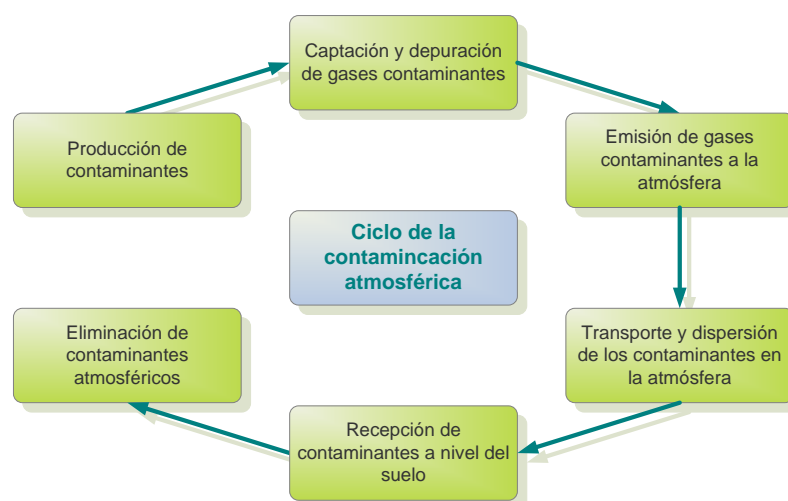 Captación y depuración
de gases contaminantes
Producción de
contaminantes
Emisión de gases
contaminantes a la
atmósfera
Ciclo de la
contamincación
atmosférica
Eliminación de
contaminantes
atmosféricos
Transporte y dispersión
de los contaminantes en
la atmósfera
Recepción de
contaminantes a nivel del
suelo